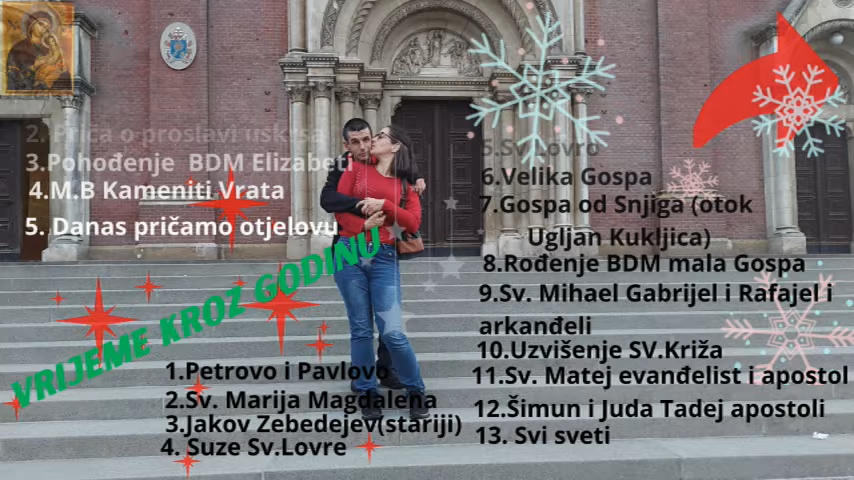 2. Priča o proslavi uskrsa
3.Pohođenje BDM Elizabeti
4.M.B Kameniti Vrata
5. Danas pričamo otjelovu
VRIJEME KROZ GODINU
1.Petrovo i Pavlovo
2.Sv. Marija Magdalena
3.Jakov Zebedejev(stariji)
4. Suze Sv.Lovre
5.Sv Lovro
6.Velika Gospa
7.Gospa od Snjiga (otok
Ugljan Kukljica)
8.Rođenje BDM mala Gospa
9.Sv. Mihael Gabrijel i Rafajel i
arkanđeli
10.Uzvišenje SV.Križa
11.Sv. Matej evanđelist i apostol
12.Šimun i Juda Tadej apostoli
13. Svi sveti